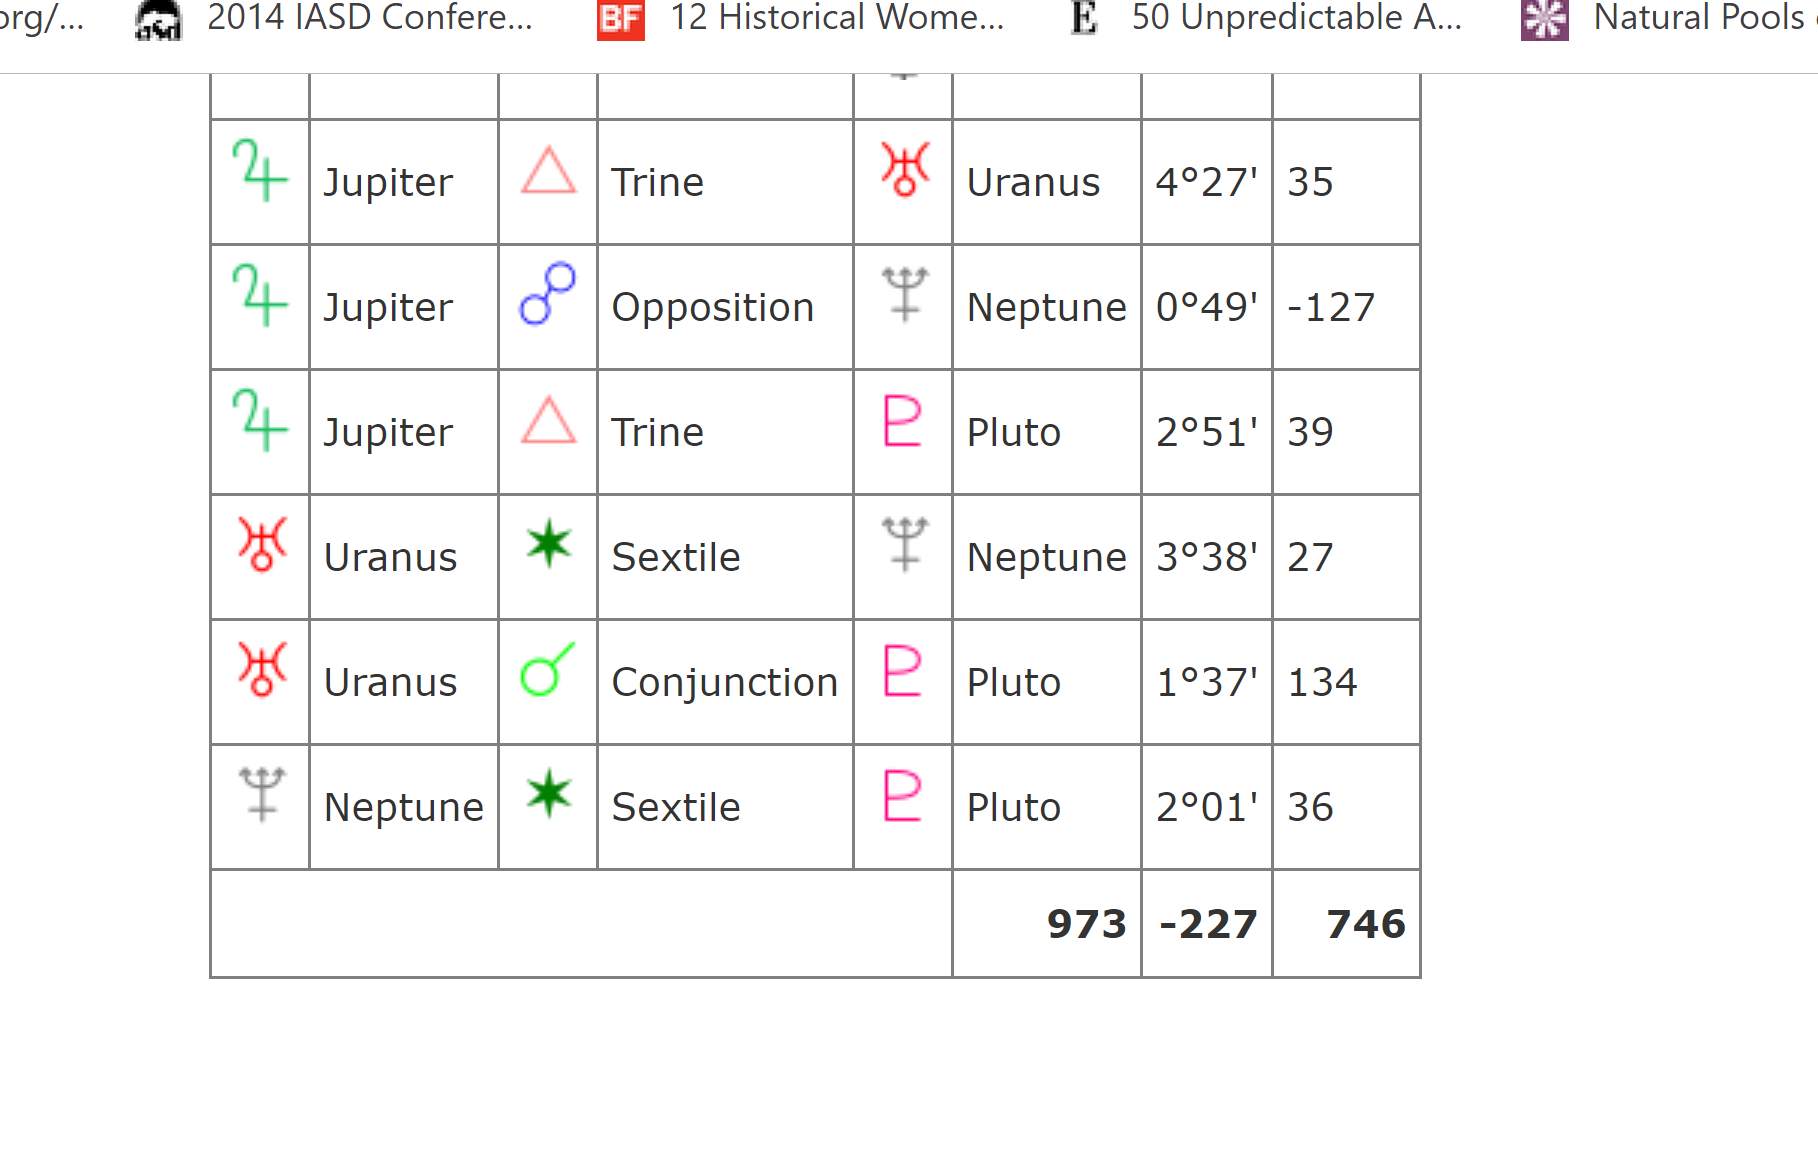 org/... 2014 IASD Confere... BF 12 Historical Wome... E 50 Unpredictable A... Natural Pools
Jupiter Trine Uranus 4°27' 35
Jupiter Opposition Neptune 0°49' -127
Jupiter Trine Pluto 2°51' 39
Uranus Sextile Neptune 3°38' 27
Uranus Conjunction Pluto 1°37' 134
Neptune Sextile Pluto 2°01' 36
973 -227 746